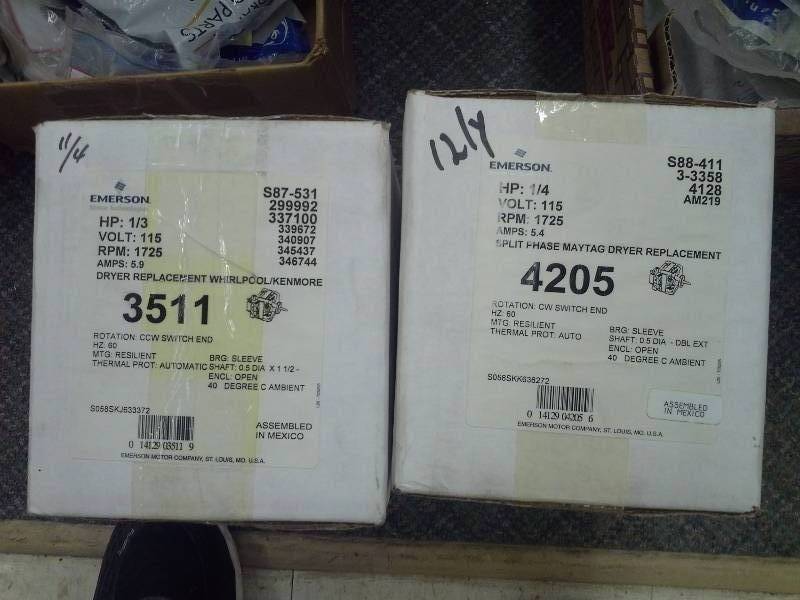 PARTS
11/4
EMERSON
S87-531
299992
337100
339672
340907
345437
346744
HP: 1/3
VOLT: 115
RPM: 1725
AMPS: 5.9
DRYER REPLACEMENT WHIRLPOOL/KENMORE
3511
ROTATION: CCW SWITCH END
HZ: 60
MTG: RESILIENT
THERMAL PROT: AUTOMATIC
BRG: SLEEVE
SHAFT: 0.5 DIA X 1 1/2 -
ENCL: OPEN
40 DEGREE C AMBIENT
S058SKJ633372
0 14129 03511 9
ASSEMBLED
IN MEXICO
EMERSON MOTOR COMPANY, ST. LOUIS, MO. U.S.A.
12/4
EMERSON
S88-411
3-3358
4128
AM219
HP: 1/4
VOLT: 115
RPM: 1725
AMPS: 5.4
SPLIT PHASE MAYTAG DRYER REPLACEMENT
4205
ROTATION: CW SWITCH END
HZ: 60
MTG: RESILIENT
THERMAL PROT: AUTO
BRG: SLEEVE
SHAFT: 0.5 DIA - DBL EXT
ENCL: OPEN
40 DEGREE C AMBIENT
S058SKK636272
0 14129 04205 6
ASSEMBLED
IN MEXICO
EMERSON MOTOR COMPANY, ST. LOUIS, MO. U.S.A.